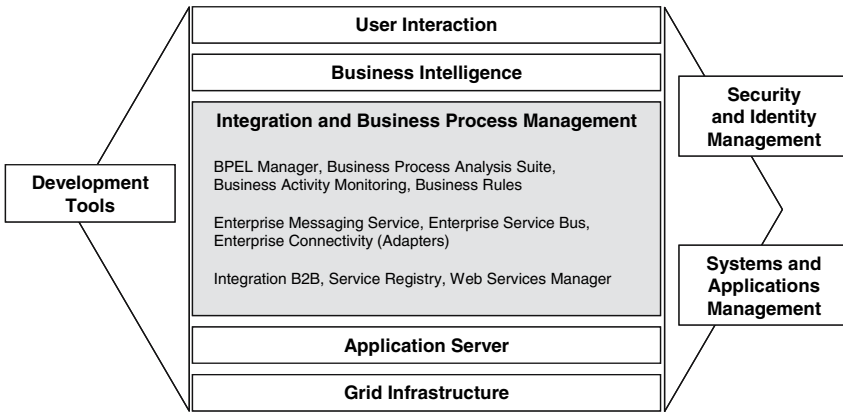 User Interaction
Business Intelligence
Integration and Business Process Management
BPEL Manager, Business Process Analysis Suite,
Business Activity Monitoring, Business Rules
Enterprise Messaging Service, Enterprise Service Bus,
Enterprise Connectivity (Adapters)
Integration B2B, Service Registry, Web Services Manager
Application Server
Grid Infrastructure
Development
Tools
Security
and Identity
Management
Systems and
Applications
Management